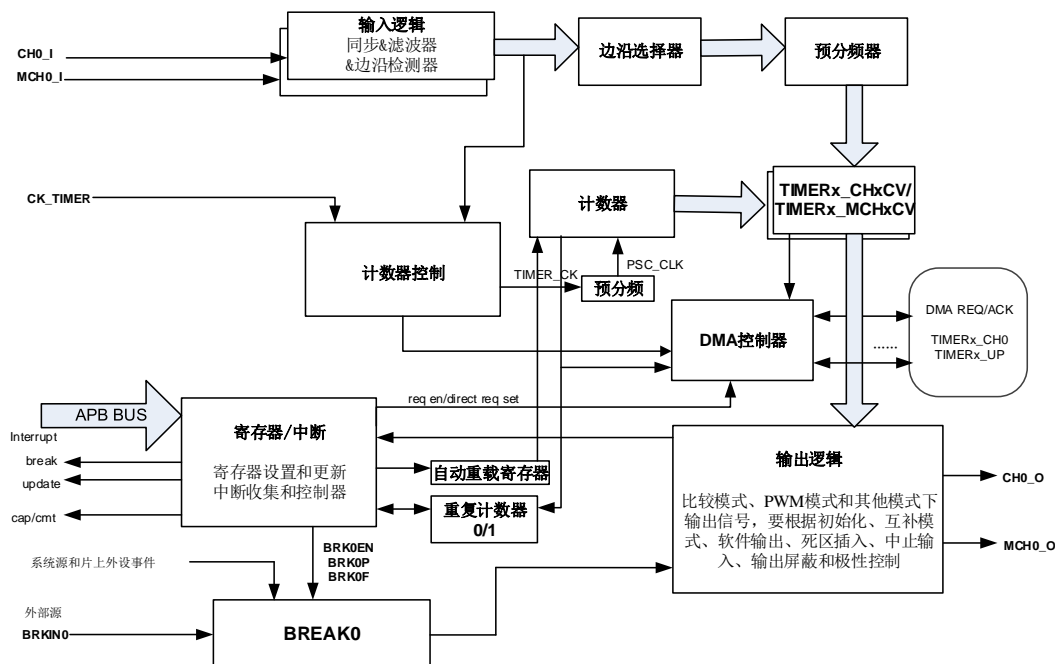 输入逻辑
同步&滤波器
&边沿检测器
CH0_I
MCH0_I
边沿选择器
预分频器
CK_TIMER
计数器控制
TIMER_CK
计数器
PSC_CLK
预分频
TIMERx_CHxCV/
TIMERx_MCHxCV
DMA控制器
DMA REQ/ACK
......
TIMERx_CH0
TIMERx_UP
APB BUS
req en/direct req set
Interrupt
break
update
cap/cmt
寄存器/中断
寄存器设置和更新
中断收集和控制器
自动重载寄存器
重复计数器
0/1
输出逻辑
比较模式、PWM模式和其他模式下
输出信号，要根据初始化、互补模
式、软件输出、死区插入、中止输
入、输出屏蔽和极性控制
CH0_O
MCH0_O
BRK0EN
BRK0P
BRK0F
系统源和片上外设事件
外部源
BRKIN0
BREAK0